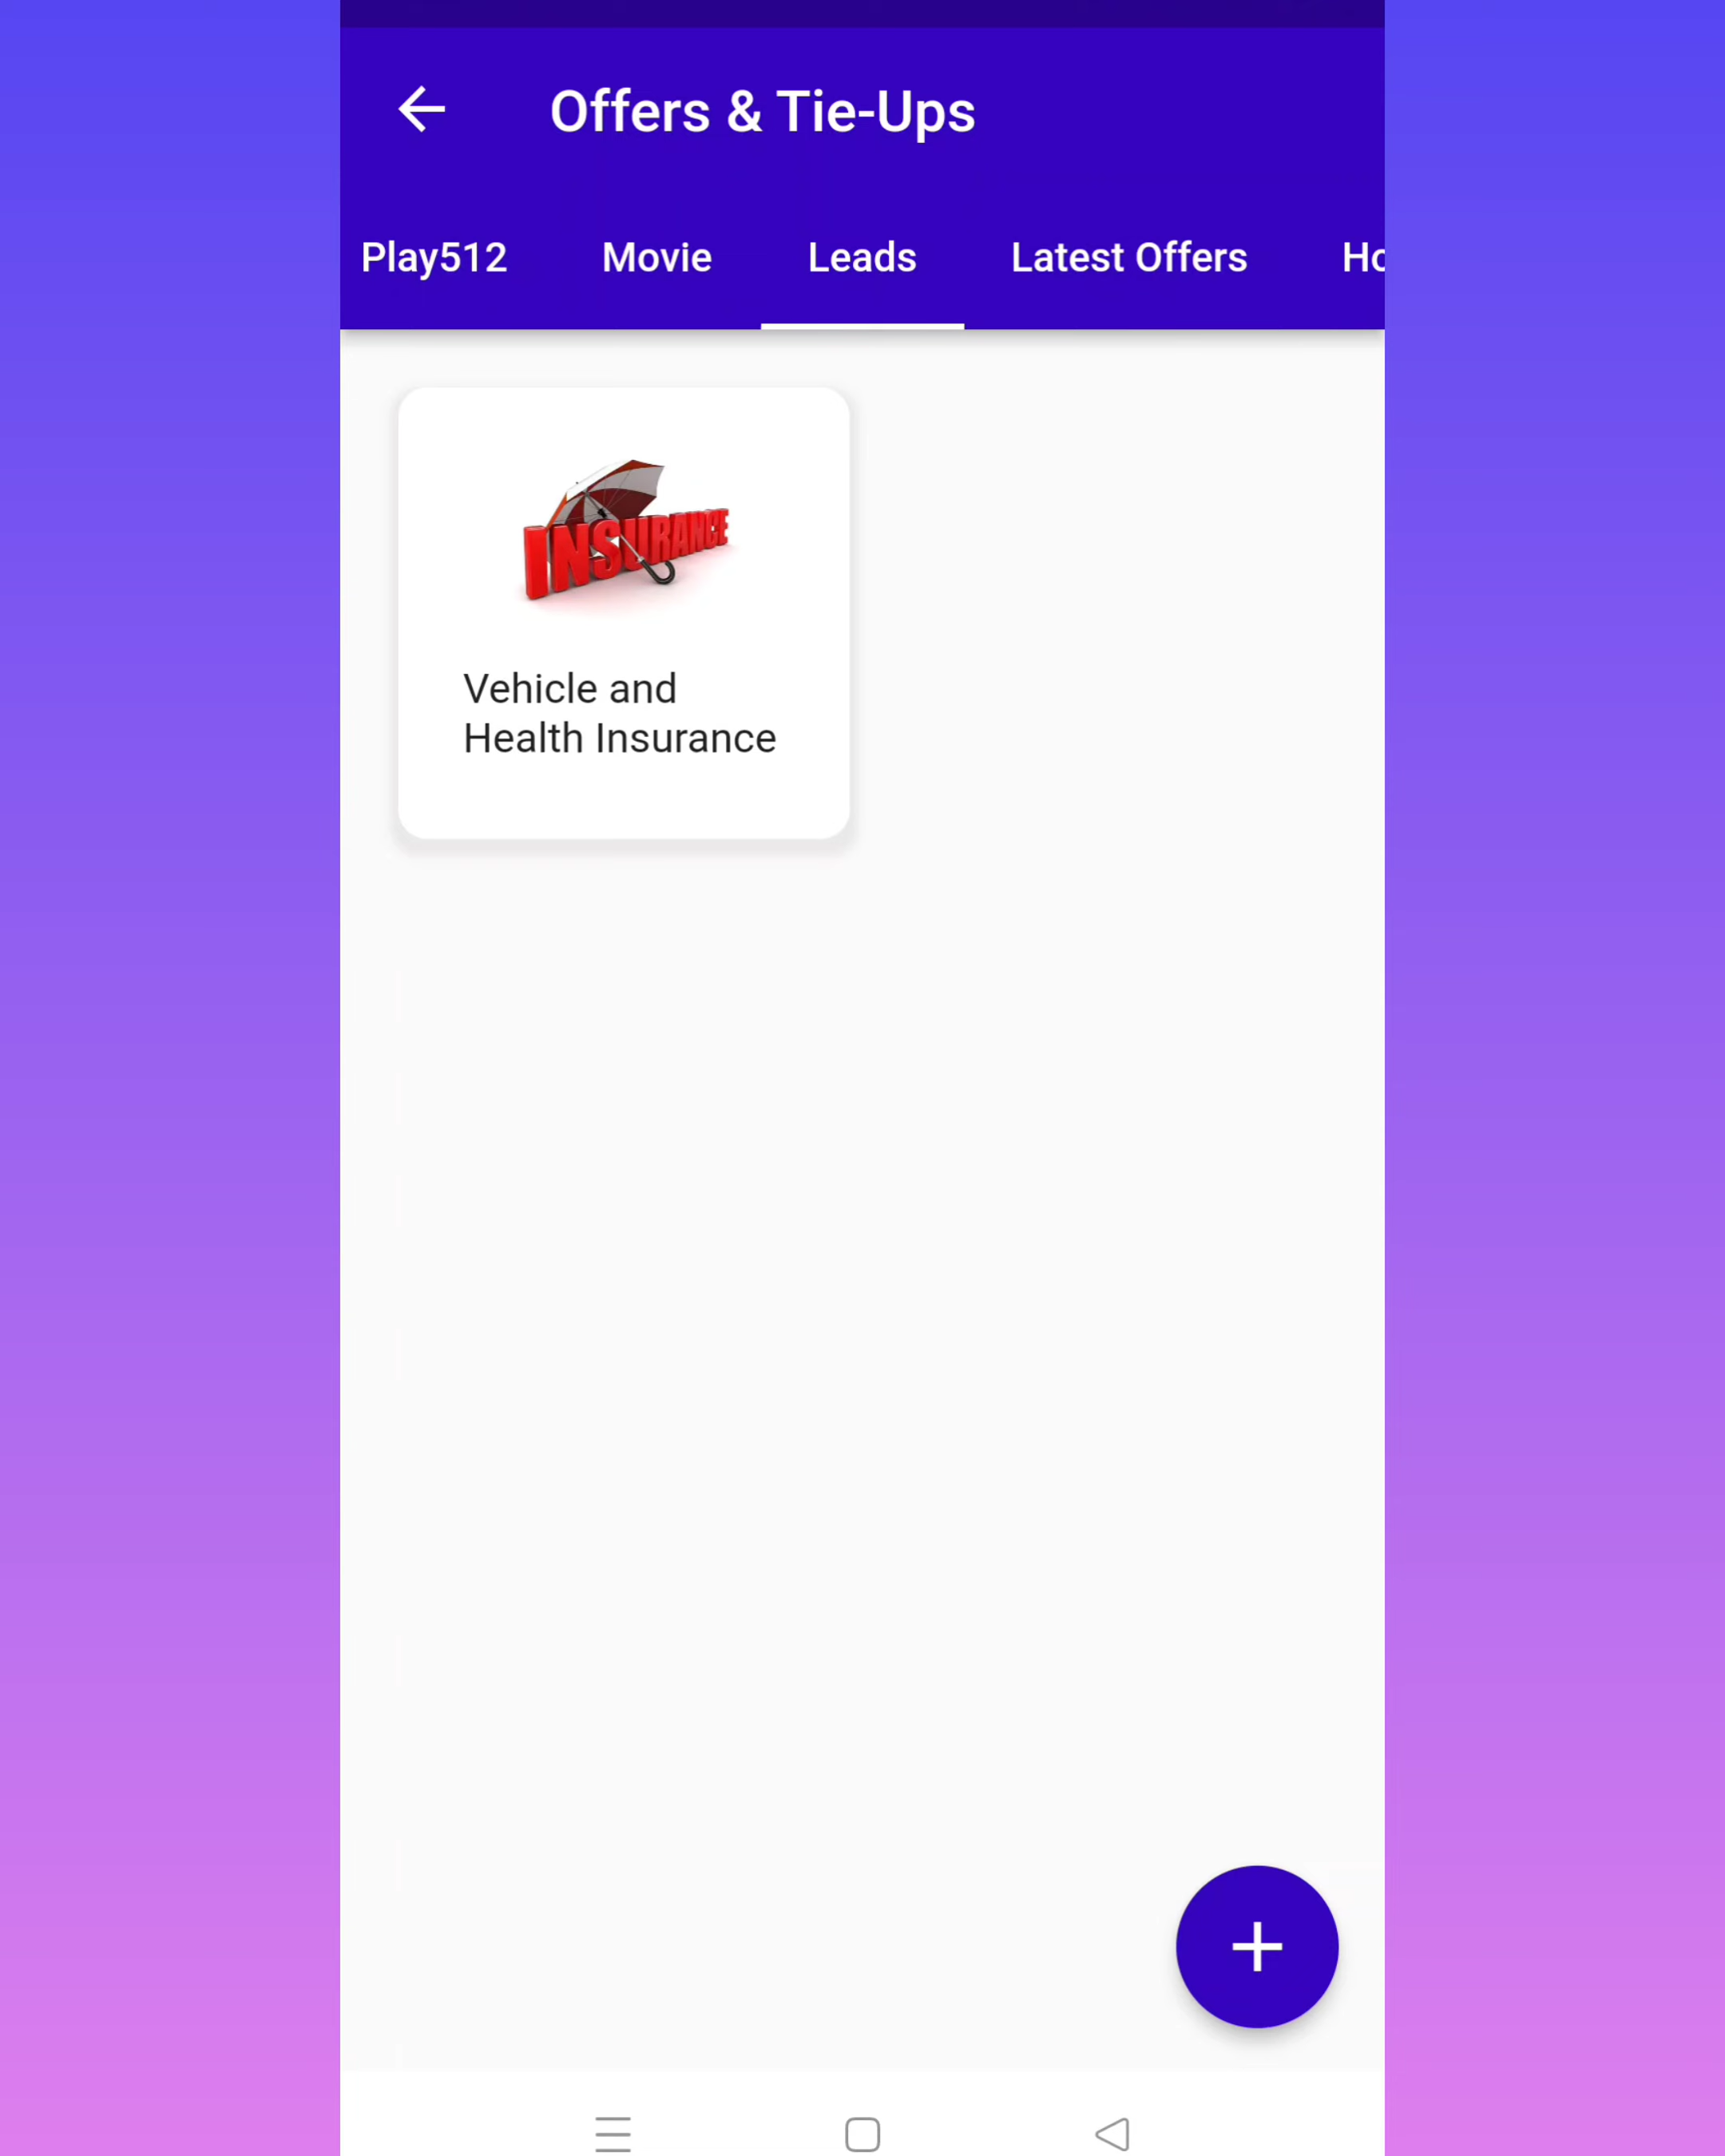 Offers & Tie-Ups
Play512 Movie Leads Latest Offers Ho
INSURANCE
Vehicle and
Health Insurance